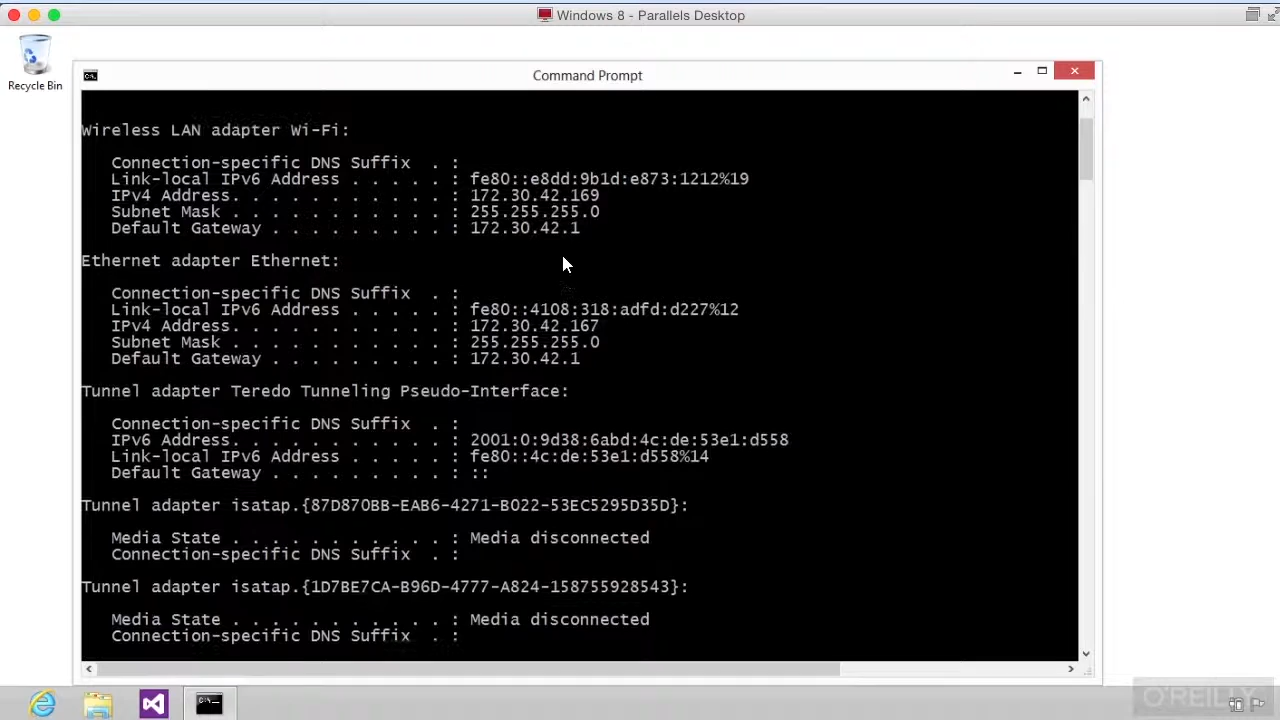 Windows 8 - Parallels Desktop
Recycle Bin
Command Prompt
Wireless LAN adapter Wi-Fi:
Connection-specific DNS Suffix . :
Link-local IPv6 Address . . . . . : fe80::e8dd:9b1d:e873:1212%19
IPv4 Address. . . . . . . . . . . : 172.30.42.169
Subnet Mask . . . . . . . . . . . : 255.255.255.0
Default Gateway . . . . . . . . . : 172.30.42.1
Ethernet adapter Ethernet:
Connection-specific DNS Suffix . :
Link-local IPv6 Address . . . . . : fe80::4108:318:adfd:d227%12
IPv4 Address. . . . . . . . . . . : 172.30.42.167
Subnet Mask . . . . . . . . . . . : 255.255.255.0
Default Gateway . . . . . . . . . : 172.30.42.1
Tunnel adapter Teredo Tunneling Pseudo-Interface:
Connection-specific DNS Suffix . :
IPv6 Address. . . . . . . . . . . : 2001:0:9d38:6abd:4c:de:53e1:d558
Link-local IPv6 Address . . . . . : fe80::4c:de:53e1:d558%14
Default Gateway . . . . . . . . . : ::
Tunnel adapter isatap.{87D870BB-EAB6-4271-B022-53EC5295D35D}:
Media State . . . . . . . . . . . : Media disconnected
Connection-specific DNS Suffix . :
Tunnel adapter isatap.{1D7BE7CA-B96D-4777-A824-158755928543}:
Media State . . . . . . . . . . . : Media disconnected
Connection-specific DNS Suffix . :
O'REILLY